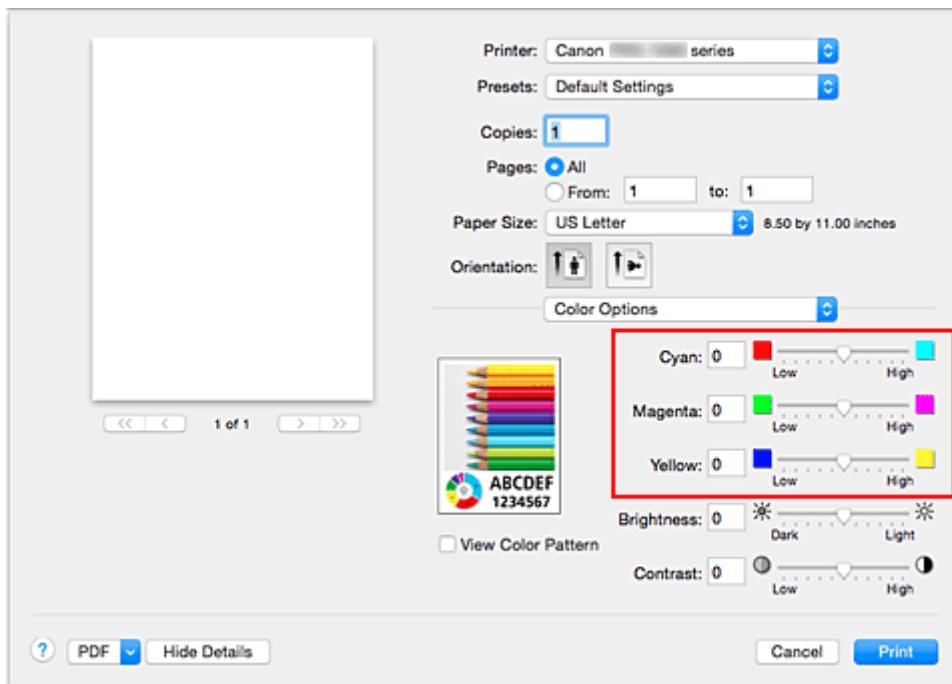 Printer: Canon series
Presets: Default Settings
Copies: 1
Pages: All
From: 1 to: 1
Paper Size: US Letter 8.50 by 11.00 inches
Orientation:
Color Options
Cyan: 0
Low High
Magenta: 0
Low High
Yellow: 0
Low High
Brightness: 0
Dark Light
Contrast: 0
Low High
<< < 1 of 1 > >>
ABCDEF
1234567
View Color Pattern
? PDF Hide Details Cancel Print